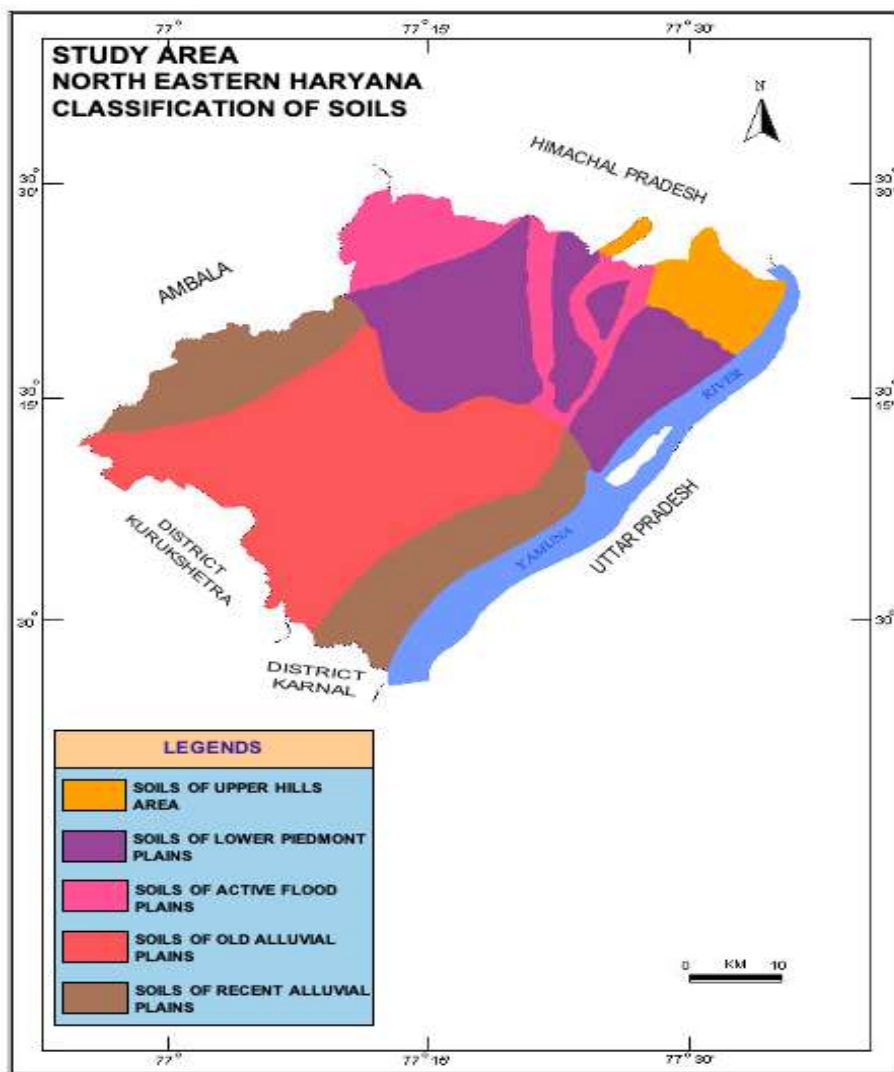 77° 77° 15' 77° 30'
STUDY AREA
NORTH EASTERN HARYANA
CLASSIFICATION OF SOILS
N
HIMACHAL PRADESH
30° 30'
30° 30'
AMBALA
30° 15'
30° 15'
RIVER
YAMUNA
UTTAR PRADESH
DISTRICT
KURUKSHETRA
30°
30°
DISTRICT
KARNAL
LEGENDS
SOILS OF UPPER HILLS
AREA
SOILS OF LOWER PIEDMONT
PLAINS
SOILS OF ACTIVE FLOOD
PLAINS
SOILS OF OLD ALLUVIAL
PLAINS
SOILS OF RECENT ALLUVIAL
PLAINS
0 KM 10
77° 77° 15' 77° 30'